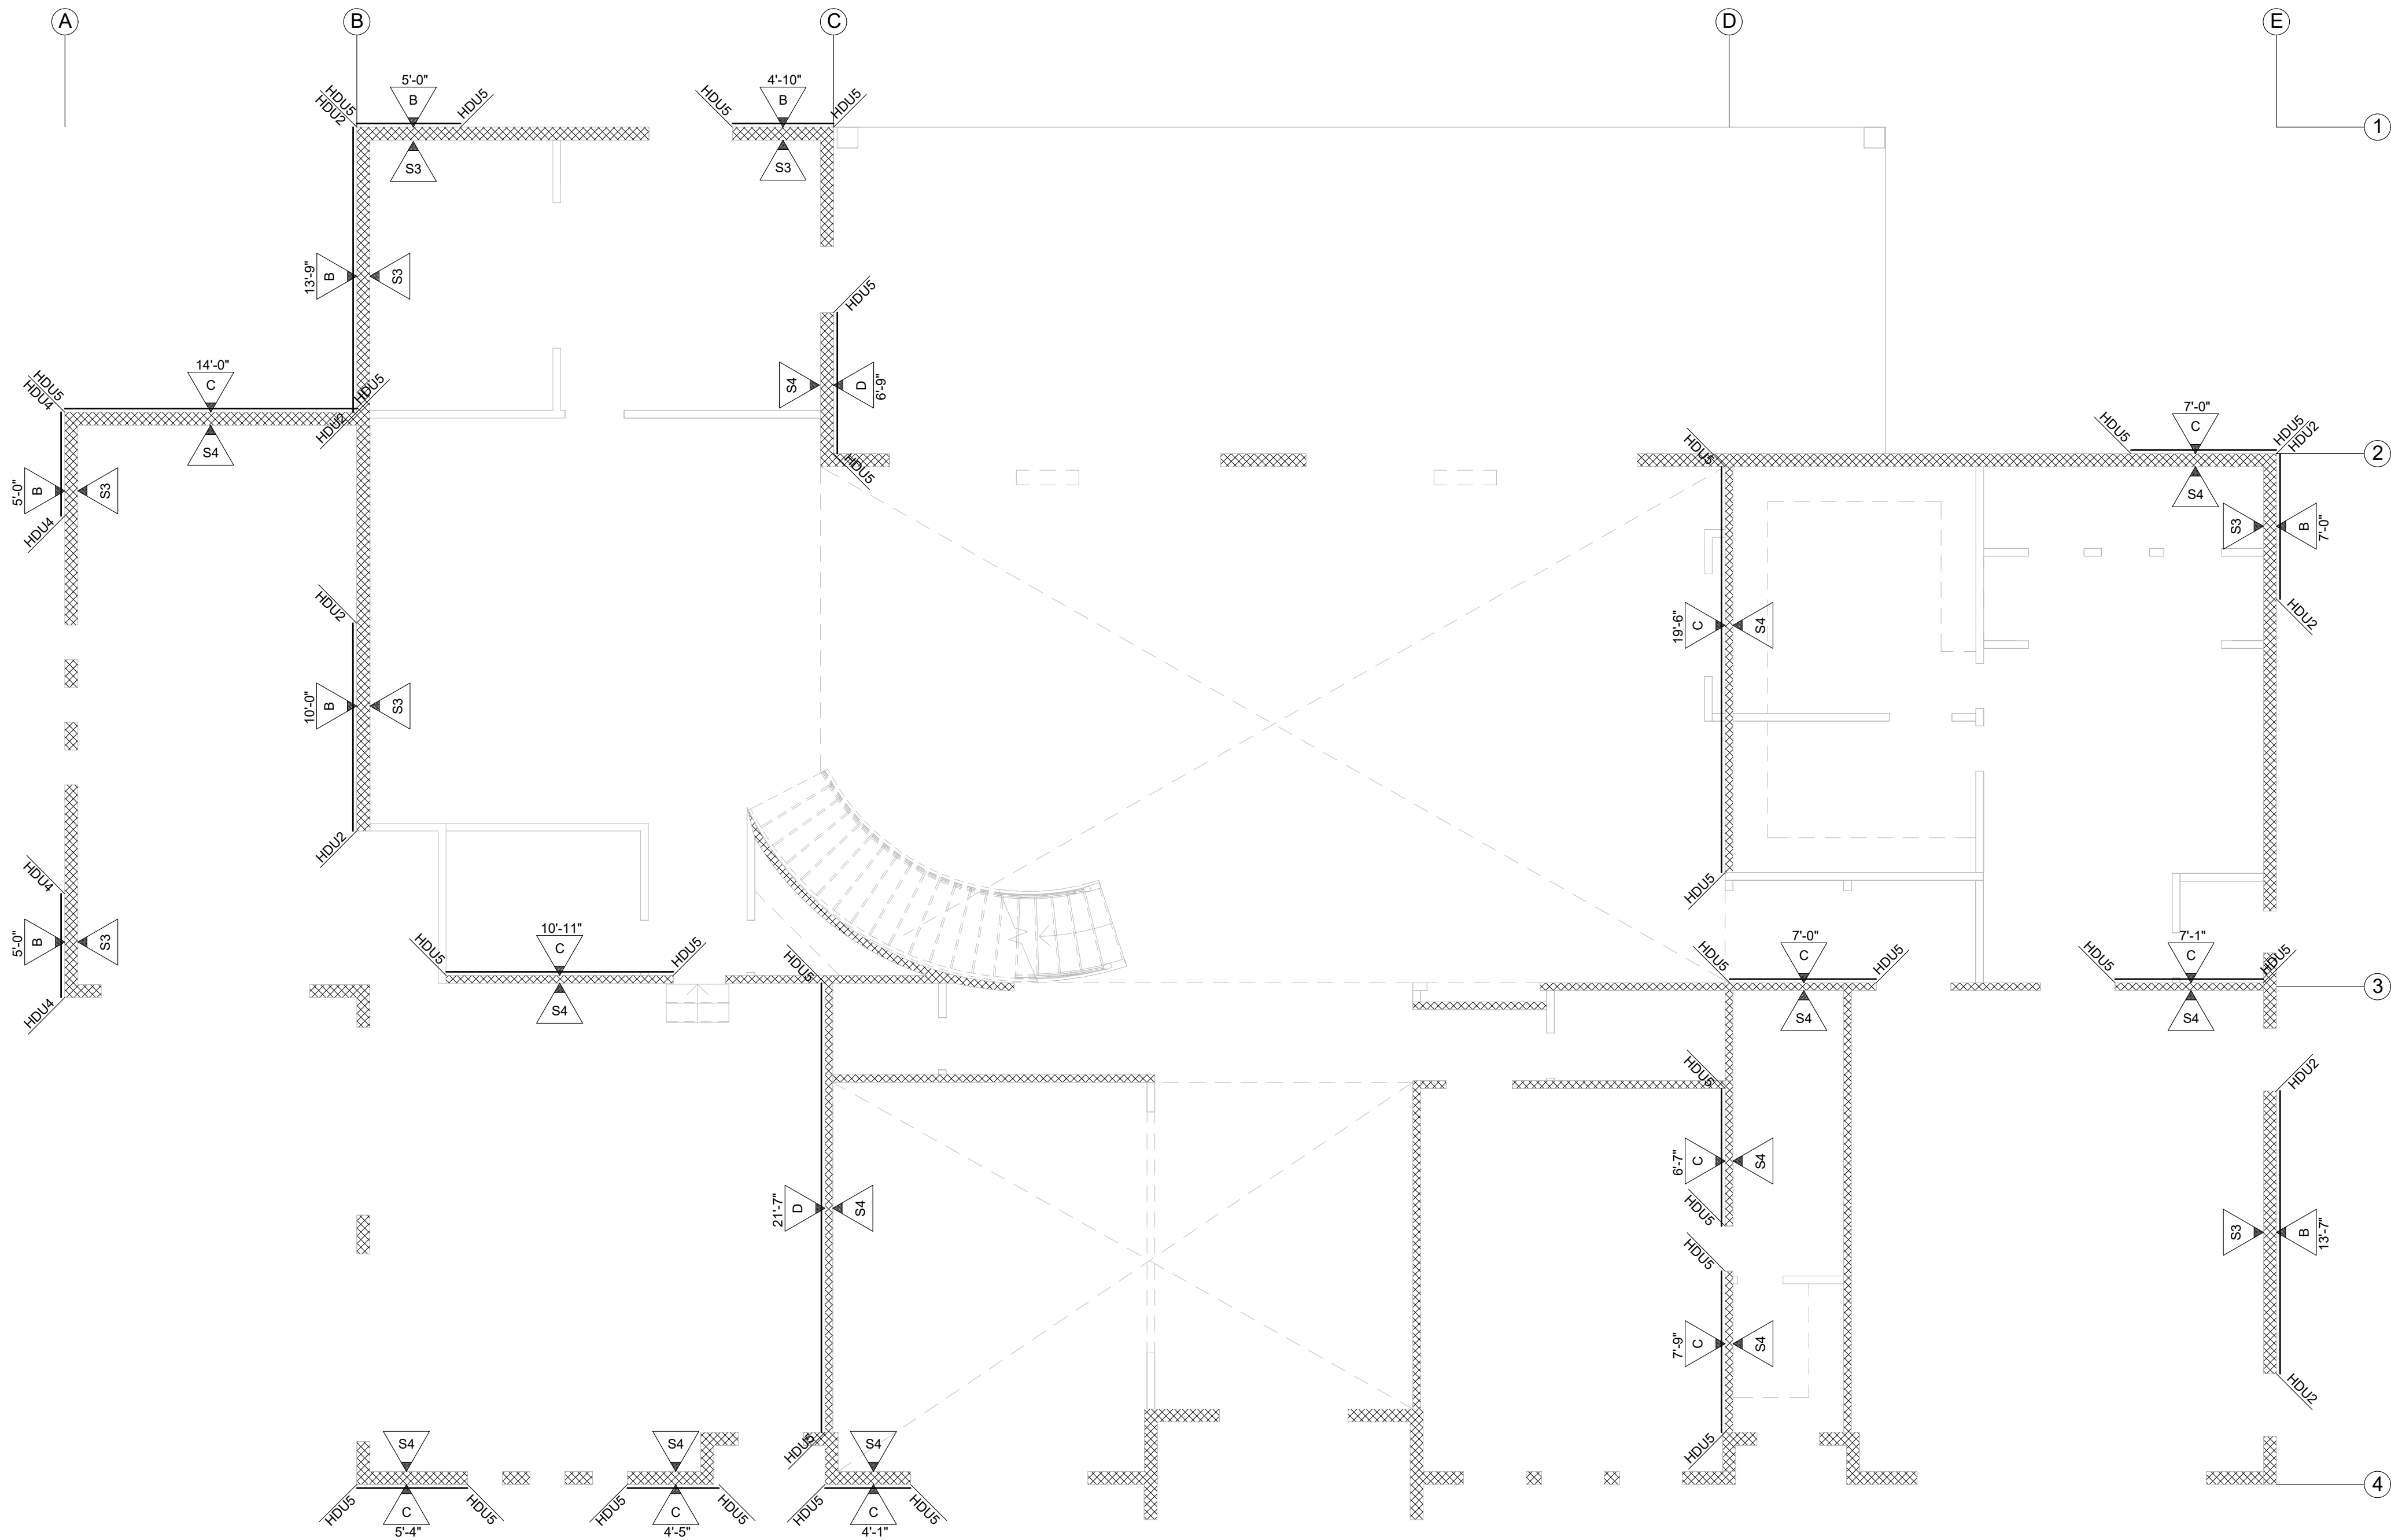 A B C D E
5'-0" 4'-10"
HDU5 HDU2 B HDU5 HDU5 B HDU5
1
S3 S3
13'-9" B S3
HDU5
14'-0"
HDU5 HDU4 C HDU5 S4 D 6'-9"
HDU2
S4
7'-0"
HDU5 C HDU5 HDU2
HDU5 HDU5
2
5'-0" B S3
S4
HDU4
S3 B 7'-0"
HDU2 HDU2
19'-6" C S4
10'-0" B S3
HDU2
HDU4 HDU5
5'-0" B S3
10'-11" 7'-0" 7'-1"
HDU5 C HDU5 HDU5 HDU5 C HDU5 HDU5 C HDU5
3
HDU4 S4 S4 S4
HDU5 HDU2
6'-7" C S4
21'-7" D S4
HDU5
S3 B 13'-7"
HDU5
7'-9" C S4
HDU2
S4 S4 HDU5 S4 HDU5
4
HDU5 C HDU5 HDU5 C HDU5 HDU5 C HDU5
5'-4" 4'-5" 4'-1"